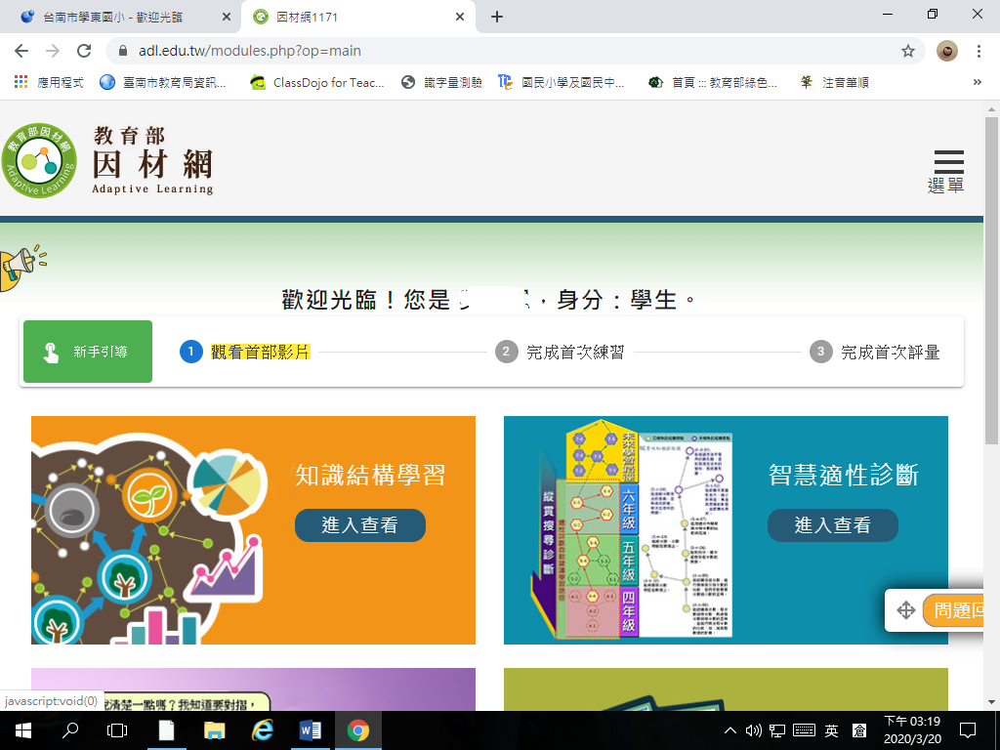 台南市學東國小 - 歡迎光臨
因材網1171
adl.edu.tw/modules.php?op=main
應用程式
臺南市教育局資訊...
ClassDojo for Teac...
識字量測驗
國民小學及國民中...
首頁 ::: 教育部綠色...
注音筆順
教育部因材網
Adaptive Learning
教育部
因材網
Adaptive Learning
選單
歡迎光臨！您是
，身分：學生。
新手引導
1 觀看首部影片
2 完成首次練習
3 完成首次評量
知識結構學習
進入查看
縱貫搜尋診斷
六年級
五年級
四年級
智慧適性診斷
進入查看
問題回
說清楚一點嗎？我知道要對摺，
javascript:void(0)
英
倉
下午 03:19
2020/3/20